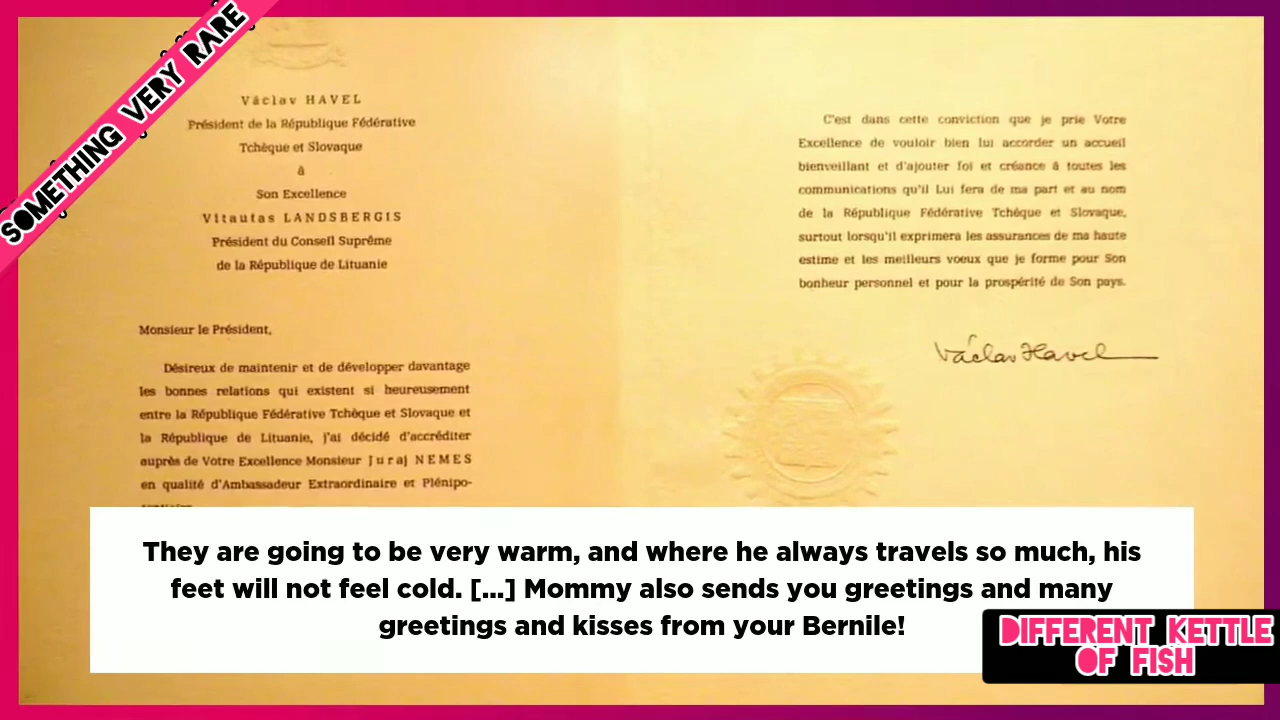 SOMETHING VERY RARE
Václav HAVEL
Président de la République Fédérative
Tchèque et Slovaque
à
Son Excellence
Vitautas LANDSBERGIS
Président du Conseil Suprême
de la République de Lituanie
Monsieur le Président,
Désireux de maintenir et de développer davantage
les bonnes relations qui existent si heureusement
entre la République Fédérative Tchèque et Slovaque et
la République de Lituanie, j'ai décidé d'accréditer
auprès de Votre Excellence Monsieur Juraj NEMES
en qualité d'Ambassadeur Extraordinaire et Plénipo-
C'est dans cette conviction que je prie Votre
Excellence de vouloir bien lui accorder un accueil
bienveillant et d'ajouter foi et créance à toutes les
communications qu'il Lui fera de ma part et au nom
de la République Fédérative Tchèque et Slovaque,
surtout lorsqu'il exprimera les assurances de ma haute
estime et les meilleurs voeux que je forme pour Son
bonheur personnel et pour la prospérité de Son pays.
Václav Havel
They are going to be very warm, and where he always travels so much, his
feet will not feel cold. [...] Mommy also sends you greetings and many
greetings and kisses from your Bernile!
DIFFERENT KETTLE
OF FISH